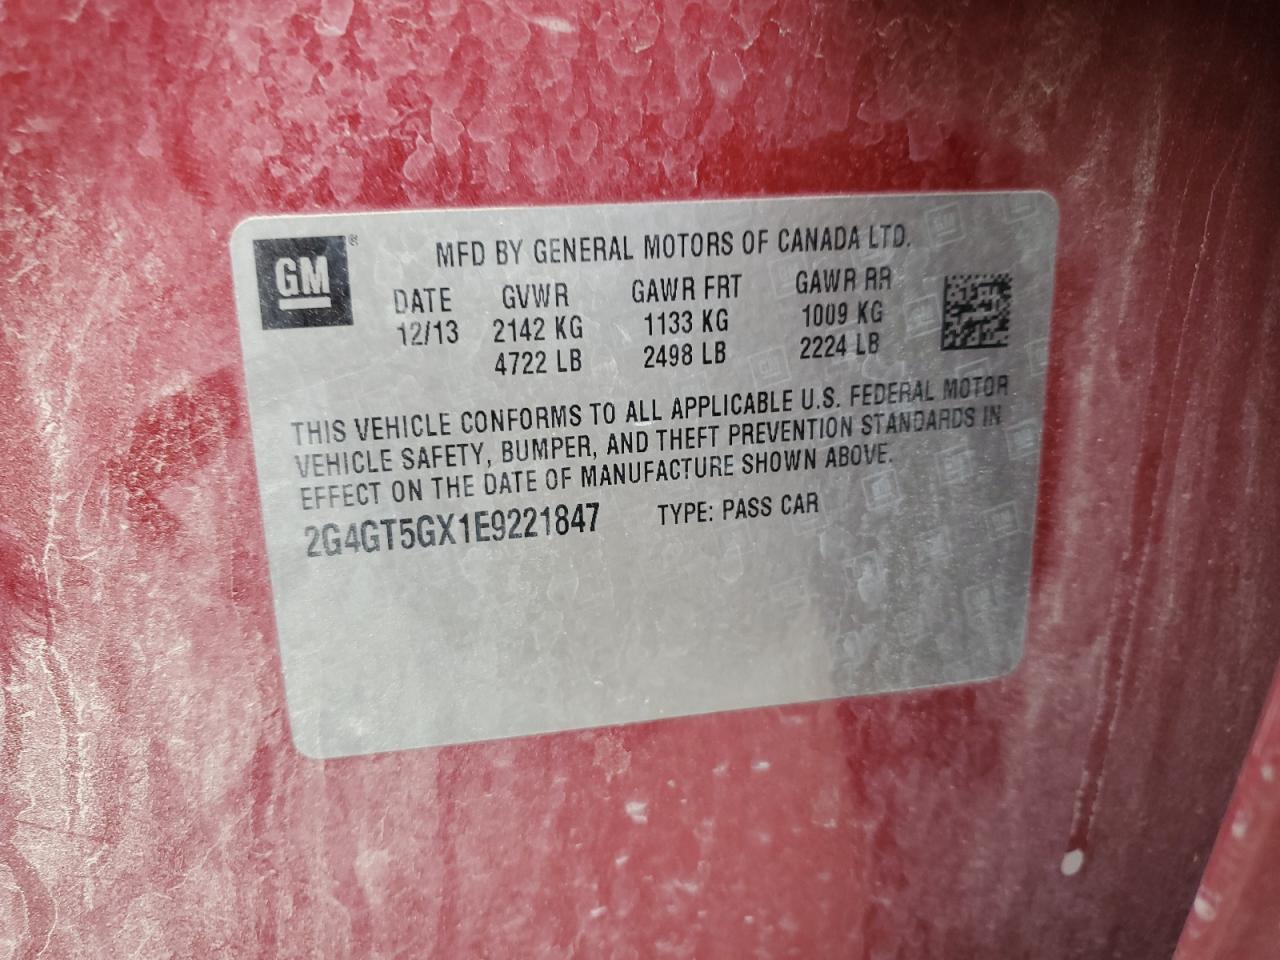 GM ®
MFD BY GENERAL MOTORS OF CANADA LTD.
DATE GVWR GAWR FRT GAWR RR
12/13 2142 KG 1133 KG 1009 KG
4722 LB 2498 LB 2224 LB
THIS VEHICLE CONFORMS TO ALL APPLICABLE U.S. FEDERAL MOTOR
VEHICLE SAFETY, BUMPER, AND THEFT PREVENTION STANDARDS IN
EFFECT ON THE DATE OF MANUFACTURE SHOWN ABOVE.
2G4GT5GX1E9221847 TYPE: PASS CAR